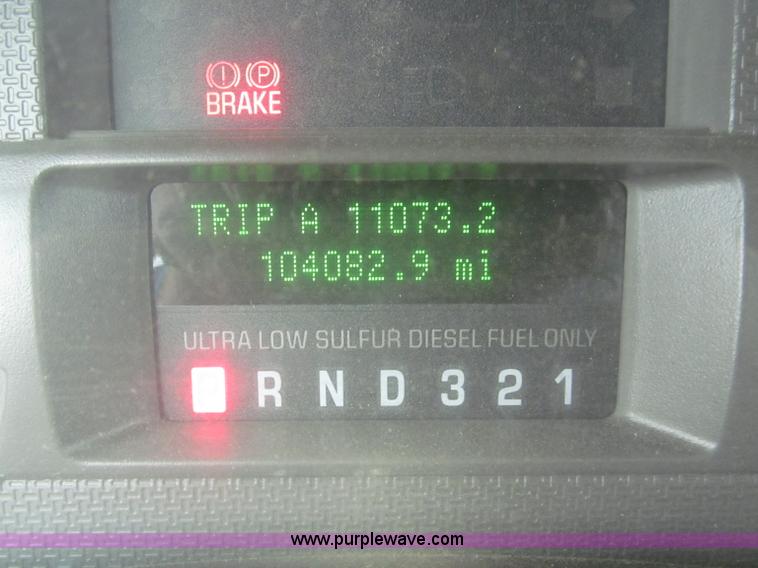 BRAKE
TRIP A 11073.2
104082.9 mi
ULTRA LOW SULFUR DIESEL FUEL ONLY
P R N D 3 2 1
www.purplewave.com